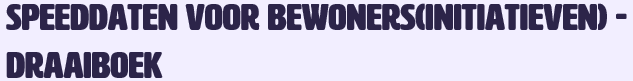 SPEEDDATEN VOOR BEWONERS(INITIATIEVEN) -
DRAAIBOEK